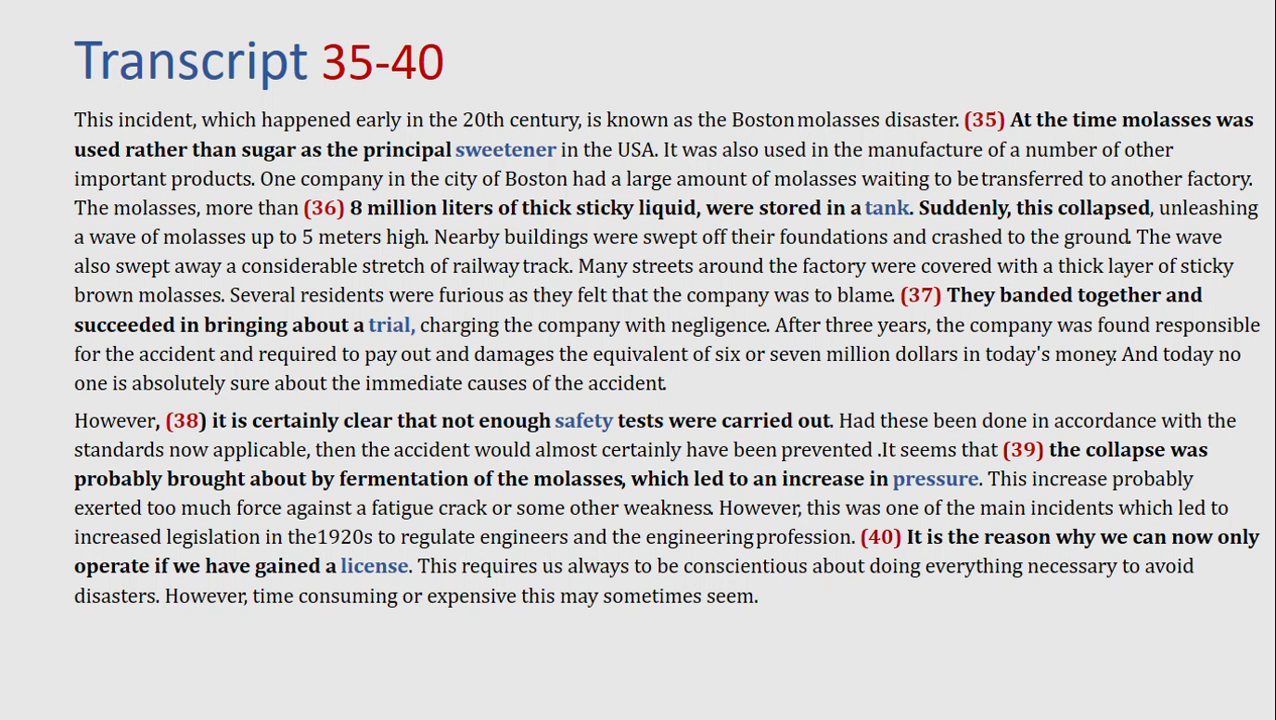 Transcript 35-40
This incident, which happened early in the 20th century, is known as the Boston molasses disaster. (35) At the time molasses was
used rather than sugar as the principal sweetener in the USA. It was also used in the manufacture of a number of other
important products. One company in the city of Boston had a large amount of molasses waiting to be transferred to another factory.
The molasses, more than (36) 8 million liters of thick sticky liquid, were stored in a tank. Suddenly, this collapsed, unleashing
a wave of molasses up to 5 meters high. Nearby buildings were swept off their foundations and crashed to the ground. The wave
also swept away a considerable stretch of railway track. Many streets around the factory were covered with a thick layer of sticky
brown molasses. Several residents were furious as they felt that the company was to blame. (37) They banded together and
succeeded in bringing about a trial, charging the company with negligence. After three years, the company was found responsible
for the accident and required to pay out and damages the equivalent of six or seven million dollars in today's money. And today no
one is absolutely sure about the immediate causes of the accident.
However, (38) it is certainly clear that not enough safety tests were carried out. Had these been done in accordance with the
standards now applicable, then the accident would almost certainly have been prevented .It seems that (39) the collapse was
probably brought about by fermentation of the molasses, which led to an increase in pressure. This increase probably
exerted too much force against a fatigue crack or some other weakness. However, this was one of the main incidents which led to
increased legislation in the1920s to regulate engineers and the engineering profession. (40) It is the reason why we can now only
operate if we have gained a license. This requires us always to be conscientious about doing everything necessary to avoid
disasters. However, time consuming or expensive this may sometimes seem.